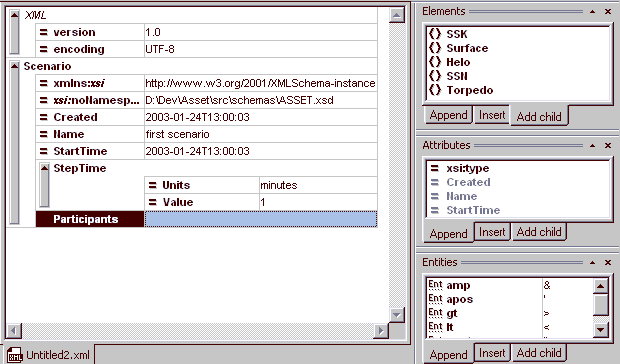 XML
= version 1.0
= encoding UTF-8
Scenario
= xmlns:xsi http://www.w3.org/2001/XMLSchema-instance
= xsi:noNamesp... D:\Dev\Asset\src\schemas\ASSET.xsd
= Created 2003-01-24T13:00:03
= Name first scenario
= StartTime 2003-01-24T13:00:03
StepTime
= Units minutes
= Value 1
Participants
Untitled2.xml
Elements
{} SSK
{} Surface
{} Helo
{} SSN
{} Torpedo
Append Insert Add child
Attributes
= xsi:type
= Created
= Name
= StartTime
Append Insert Add child
Entities
Ent amp &
Ent apos '
Ent gt >
Ent lt <
Append Insert Add child